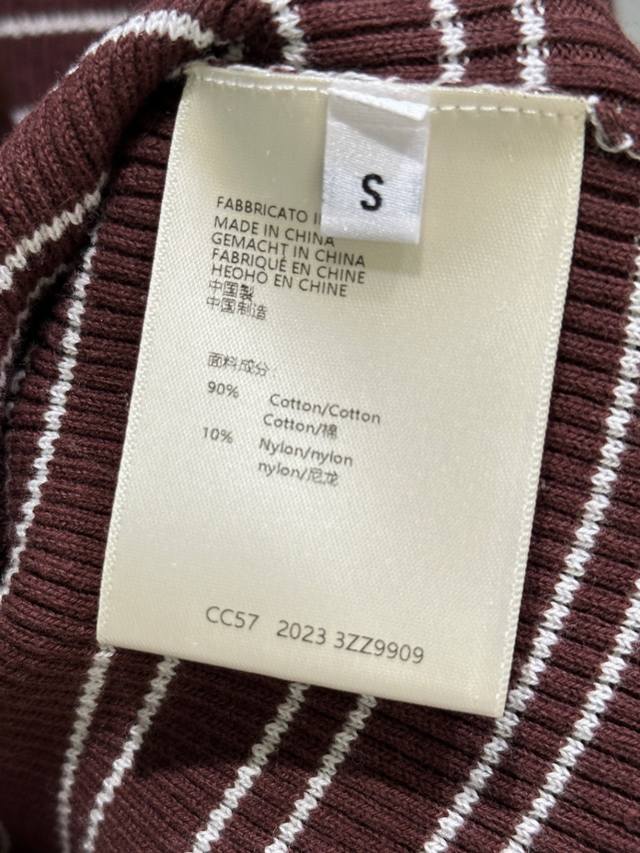 S
FABBRICATO I
MADE IN CHINA
GEMACHT IN CHINA
FABRIQUÉ EN CHINE
HEOHO EN CHINE
中国製
中国制造
面料成分:
90% Cotton/Cotton
Cotton/棉
10% Nylon/nylon
nylon/尼龙
CC57 2023 3ZZ9909